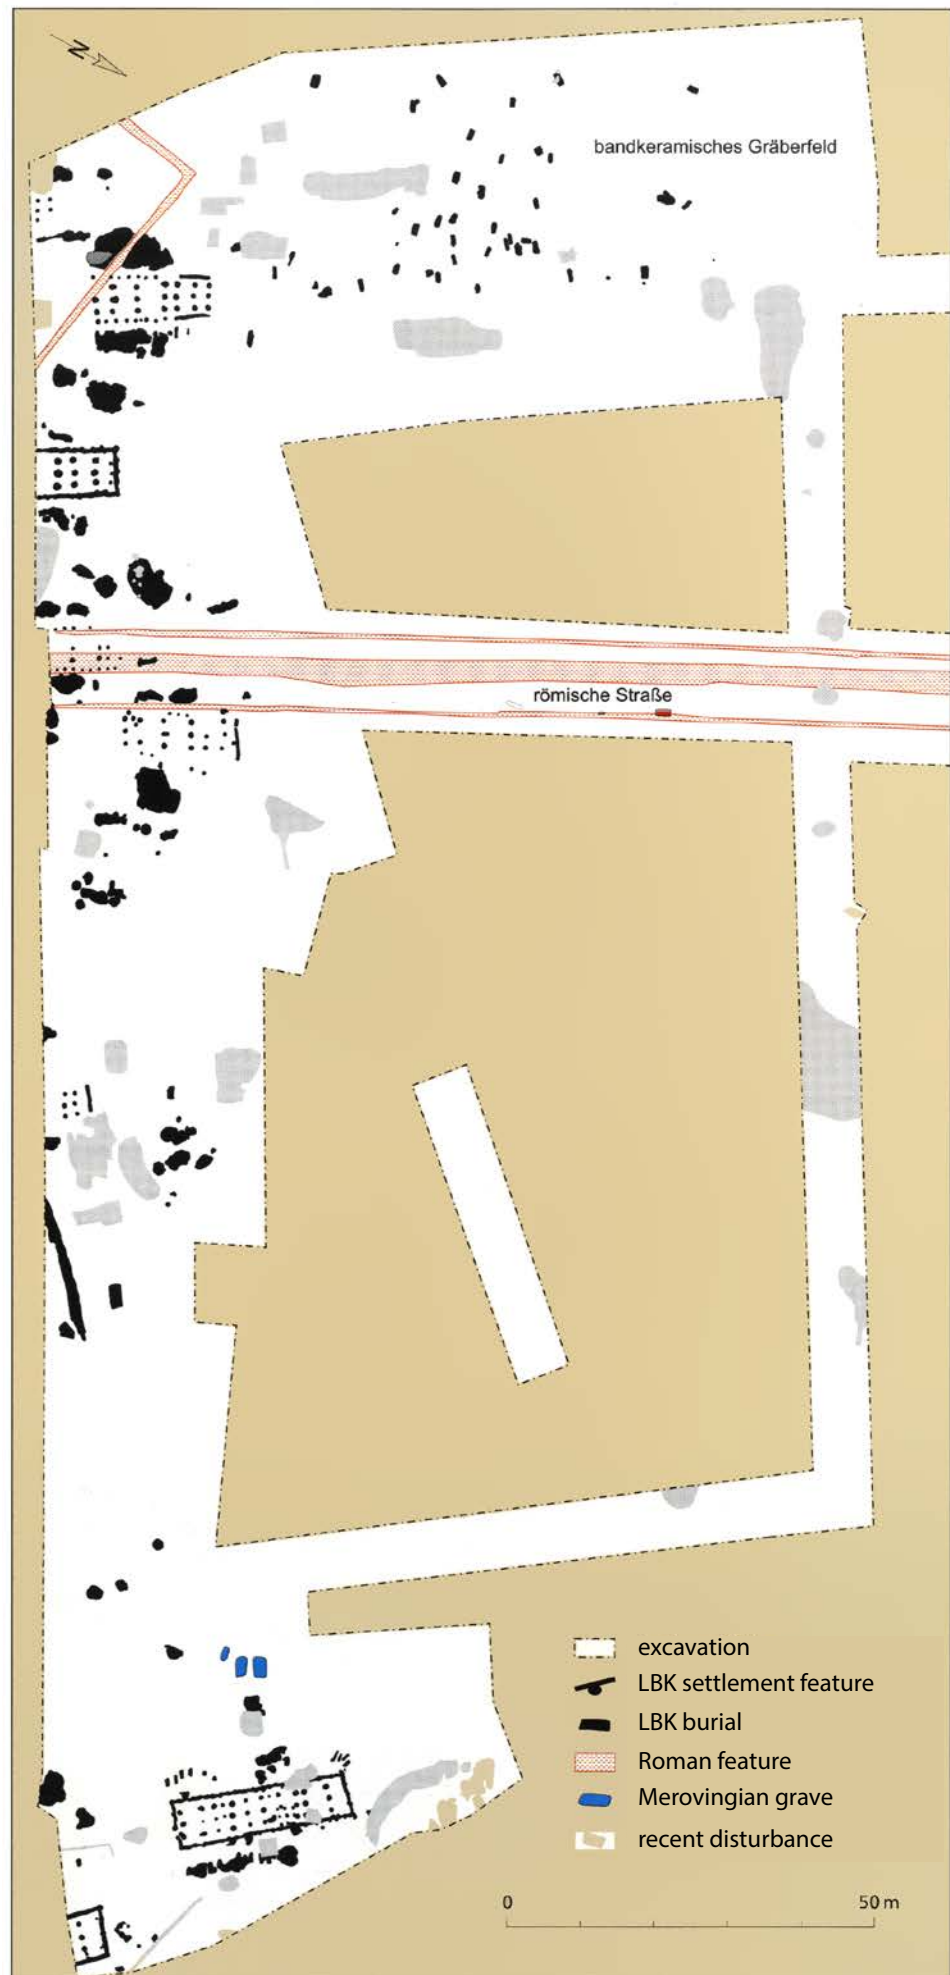 N
bandkeramisches Gräberfeld
römische Straße
excavation
LBK settlement feature
LBK burial
Roman feature
Merovingian grave
recent disturbance
0 50 m